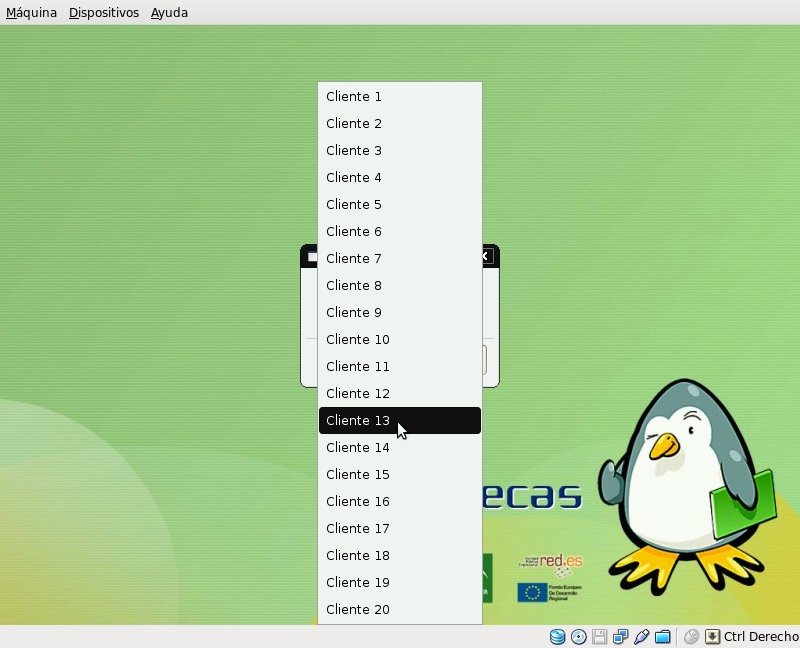 Máquina Dispositivos Ayuda
Cliente 1
Cliente 2
Cliente 3
Cliente 4
Cliente 5
Cliente 6
Cliente 7
Cliente 8
Cliente 9
Cliente 10
Cliente 11
Cliente 12
Cliente 13
Cliente 14
Cliente 15
Cliente 16
Cliente 17
Cliente 18
Cliente 19
Cliente 20
ecas
red.es
Fondo Europeo
De Desarrollo
Regional
Ctrl Derecho